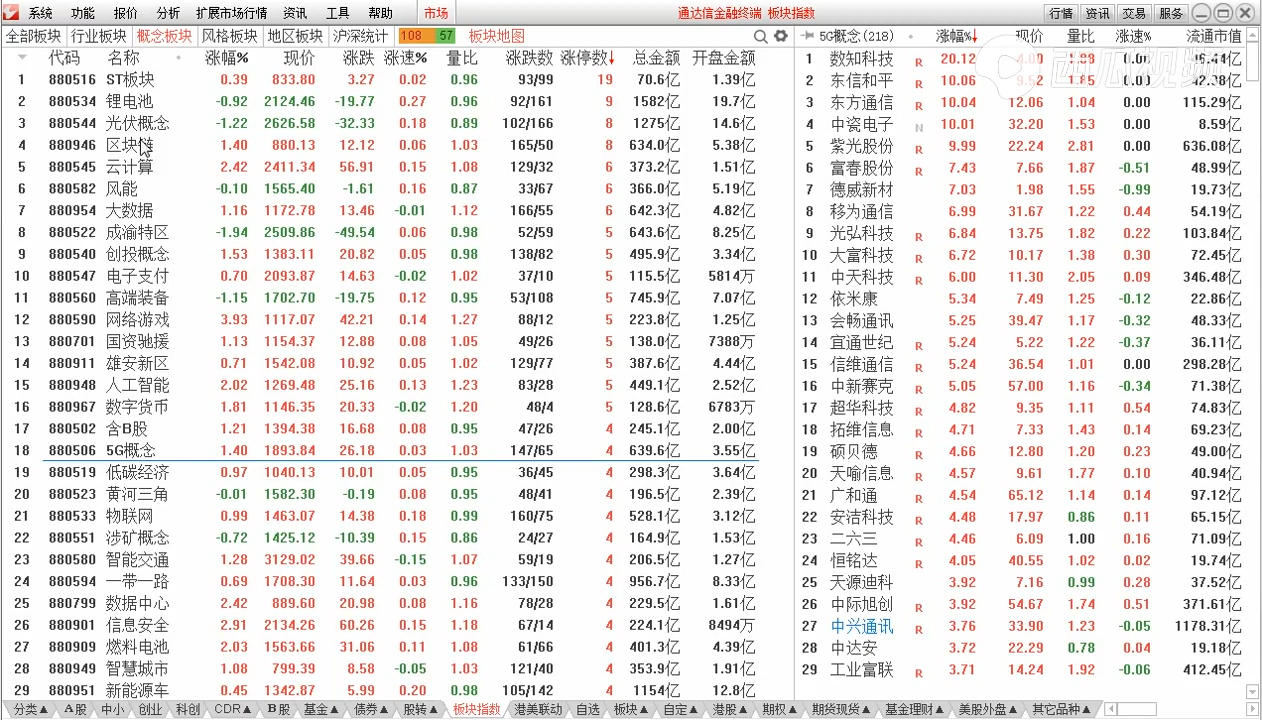 系统 功能 报价 分析 扩展市场行情 资讯 工具 帮助 市场 通达信金融终端 板块指数 行情 资讯 交易 服务
全部板块 行业板块 概念板块 风格板块 地区板块 沪深统计 108 57 板块地图 5G概念(218) 涨幅%↓ 现价 量比 涨速% 流通市值
代码 名称 涨幅% 现价 涨跌 涨速% 量比 涨跌数 涨停数↓ 总金额 开盘金额
1 880516 ST板块 0.39 833.80 3.27 0.02 0.96 93/99 19 70.6亿 1.39亿 1 数知科技 R 20.12
2 880534 锂电池 -0.92 2124.46 -19.77 0.27 0.96 92/161 9 1582亿 19.7亿 2 东信和平 R 10.06
3 880544 光伏概念 -1.22 2626.58 -32.33 0.18 0.89 102/166 8 1275亿 14.6亿 3 东方通信 R 10.04 12.06 1.04 0.00 115.29亿
4 880946 区块链 1.40 880.13 12.12 0.06 1.03 165/50 8 634.0亿 5.38亿 4 中瓷电子 N 10.01 32.20 1.53 0.00 8.59亿
5 880545 云计算 2.42 2411.34 56.91 0.15 1.08 129/32 6 373.2亿 1.51亿 5 紫光股份 R 9.99 22.24 2.81 0.00 636.08亿
6 880582 风能 -0.10 1565.40 -1.61 0.16 0.87 33/67 6 366.0亿 5.19亿 6 富春股份 R 7.43 7.66 1.87 -0.51 48.99亿
7 880954 大数据 1.16 1172.78 13.46 -0.01 1.12 166/55 6 642.3亿 4.82亿 7 德威新材 7.03 1.98 1.55 -0.99 19.73亿
8 880522 成渝特区 -1.94 2509.86 -49.54 0.06 0.98 52/59 5 643.6亿 8.25亿 8 移为通信 6.99 31.67 1.22 0.44 54.19亿
9 880540 创投概念 1.53 1383.11 20.82 0.05 0.98 138/82 5 495.9亿 3.34亿 9 光弘科技 R 6.84 13.75 1.82 0.22 103.84亿
10 880547 电子支付 0.70 2093.87 14.63 -0.02 1.02 37/10 5 115.5亿 5814万 10 大富科技 R 6.72 10.17 1.38 0.30 72.45亿
11 880560 高端装备 -1.15 1702.70 -19.75 0.12 0.95 53/108 5 745.9亿 7.07亿 11 中天科技 R 6.00 11.30 2.05 0.09 346.48亿
12 880590 网络游戏 3.93 1117.07 42.21 0.14 1.27 88/12 5 223.8亿 1.25亿 12 依米康 5.34 7.49 1.25 -0.12 22.86亿
13 880701 国资驰援 1.13 1154.37 12.88 0.08 1.05 49/26 5 138.0亿 7388万 13 会畅通讯 5.25 39.47 1.17 -0.32 48.33亿
14 880911 雄安新区 0.71 1542.08 10.92 0.05 1.02 129/77 5 387.6亿 4.44亿 14 宜通世纪 R 5.24 5.22 1.22 -0.37 36.11亿
15 880948 人工智能 2.02 1269.48 25.16 0.13 1.23 83/28 5 449.1亿 2.52亿 15 信维通信 R 5.24 36.54 1.01 0.00 298.28亿
16 880967 数字货币 1.81 1146.35 20.33 -0.02 1.20 48/4 5 128.6亿 6783万 16 中新赛克 R 5.05 57.00 1.16 -0.34 71.38亿
17 880502 含B股 1.21 1394.38 16.68 0.08 0.95 47/26 4 245.1亿 2.00亿 17 超华科技 R 4.82 9.35 1.11 0.54 74.83亿
18 880506 5G概念 1.40 1893.84 26.18 0.03 1.03 147/65 4 639.6亿 3.55亿 18 拓维信息 R 4.71 7.33 1.43 0.14 69.23亿
19 880519 低碳经济 0.97 1040.13 10.01 0.05 0.95 36/45 4 298.3亿 3.64亿 19 硕贝德 R 4.66 12.80 1.20 0.23 49.00亿
20 880523 黄河三角 -0.01 1582.30 -0.19 0.08 0.95 48/41 4 196.5亿 2.39亿 20 天喻信息 R 4.57 9.61 1.77 0.10 40.94亿
21 880533 物联网 0.99 1463.07 14.38 0.18 0.99 160/75 4 528.1亿 3.12亿 21 广和通 R 4.54 65.12 1.14 0.14 97.12亿
22 880551 涉矿概念 -0.72 1425.12 -10.39 0.15 0.86 24/27 4 164.9亿 1.53亿 22 安洁科技 R 4.48 17.97 0.86 0.11 65.15亿
23 880580 智能交通 1.28 3129.02 39.66 -0.15 1.07 59/19 4 206.5亿 1.27亿 23 二六三 R 4.46 6.09 1.00 0.16 71.09亿
24 880594 一带一路 0.69 1708.30 11.64 0.03 0.96 133/150 4 956.7亿 8.33亿 24 恒铭达 R 4.05 40.55 1.02 0.02 19.74亿
25 880799 数据中心 2.42 889.60 20.98 0.08 1.16 78/28 4 229.5亿 1.61亿 25 天源迪科 3.92 7.16 0.99 0.28 37.52亿
26 880901 信息安全 2.91 2134.26 60.26 0.15 1.18 67/14 4 224.1亿 8494万 26 中际旭创 R 3.92 54.67 1.74 0.51 371.61亿
27 880909 燃料电池 2.03 1563.66 31.06 0.11 1.08 61/66 4 401.3亿 4.39亿 27 中兴通讯 R 3.76 33.90 1.23 -0.05 1178.31亿
28 880949 智慧城市 1.08 799.39 8.58 -0.05 1.03 121/40 4 353.9亿 1.91亿 28 中达安 3.72 22.29 0.78 0.04 19.18亿
29 880951 新能源车 0.45 1342.87 5.99 0.20 0.98 105/142 4 1154亿 12.8亿 29 工业富联 R 3.71 14.24 1.92 -0.06 412.45亿
分类▲ A股 中小 创业 科创 CDR▲ B股 基金▲ 债券▲ 股转▲ 板块指数 港美联动 自选 板块▲ 自定▲ 港股▲ 期权▲ 期货现货▲ 基金理财▲ 美股外盘▲ 其它品种▲
西瓜视频